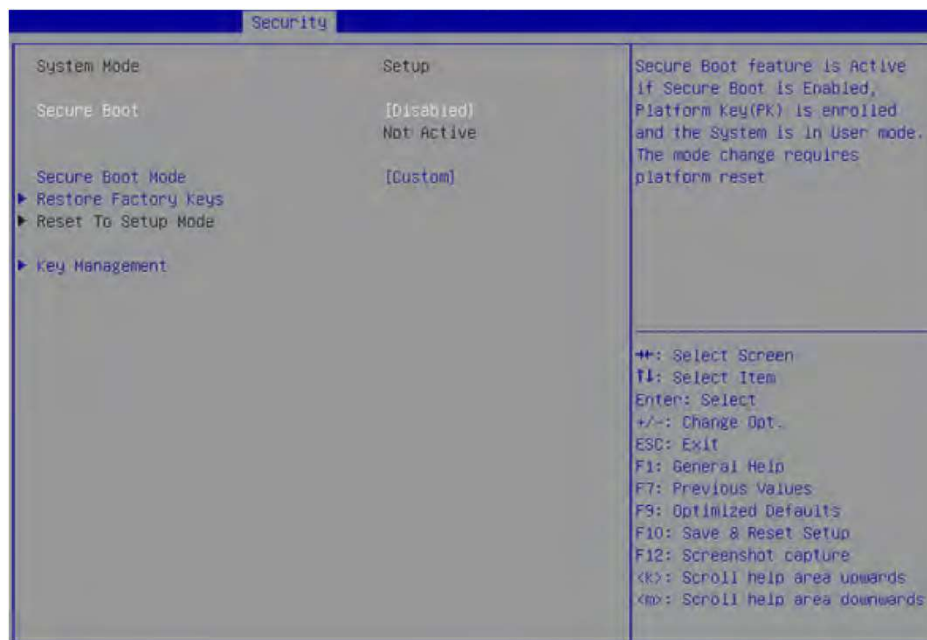 Security
System Mode Setup
Secure Boot [Disabled]
Not Active
Secure Boot Mode [Custom]
Restore Factory Keys
Reset To Setup Mode
Key Management
Secure Boot feature is Active
if Secure Boot is Enabled,
Platform Key(PK) is enrolled
and the System is in User mode.
The mode change requires
platform reset
→←: Select Screen
↑↓: Select Item
Enter: Select
+/-: Change Opt.
ESC: Exit
F1: General Help
F7: Previous Values
F9: Optimized Defaults
F10: Save & Reset Setup
F12: Screenshot capture
<k>: Scroll help area upwards
<m>: Scroll help area downwards